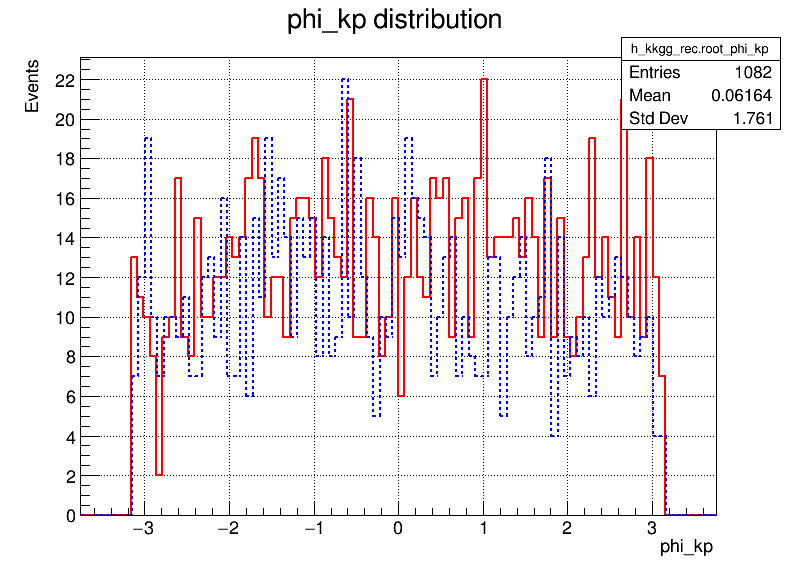 phi_kp distribution
h_kkgg_rec.root_phi_kp
Entries 1082
Mean 0.06164
Std Dev 1.761
Events
22
20
18
16
14
12
10
8
6
4
2
0
−3 −2 −1 0 1 2 3
phi_kp